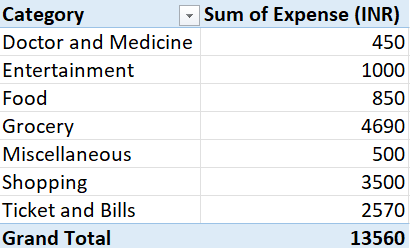 Category Sum of Expense (INR)
Doctor and Medicine 450
Entertainment 1000
Food 850
Grocery 4690
Miscellaneous 500
Shopping 3500
Ticket and Bills 2570
Grand Total 13560